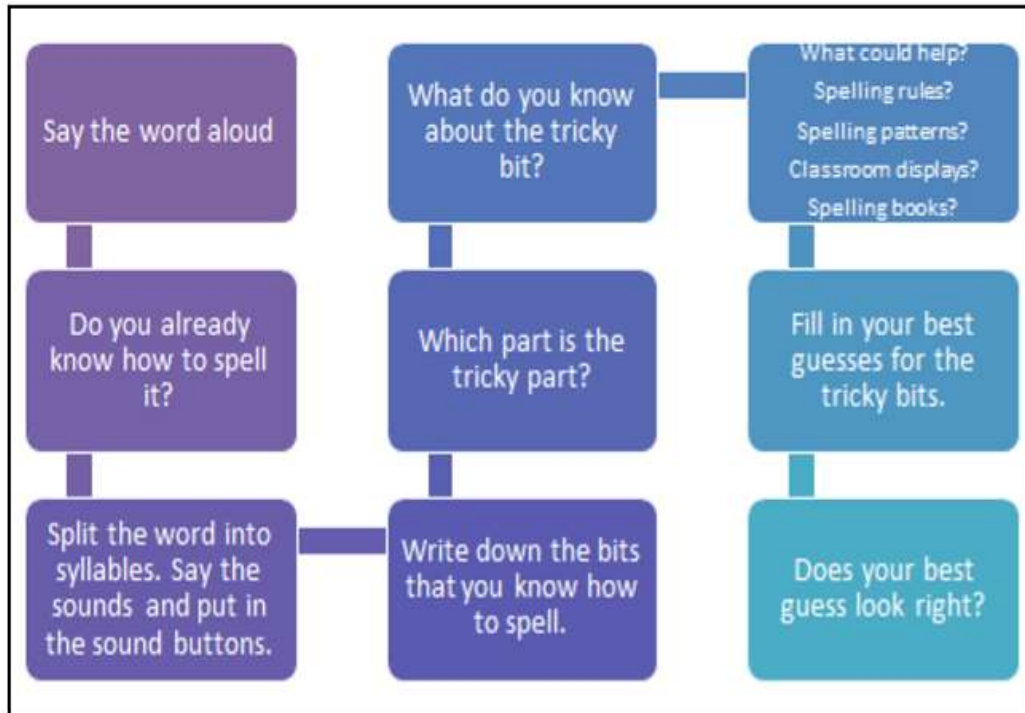 Say the word aloud
Do you already
know how to spell
it?
Split the word into
syllables. Say the
sounds and put in
the sound buttons.
Write down the bits
that you know how
to spell.
Which part is the
tricky part?
What do you know
about the tricky
bit?
What could help?
Spelling rules?
Spelling patterns?
Classroom displays?
Spelling books?
Fill in your best
guesses for the
tricky bits.
Does your best
guess look right?